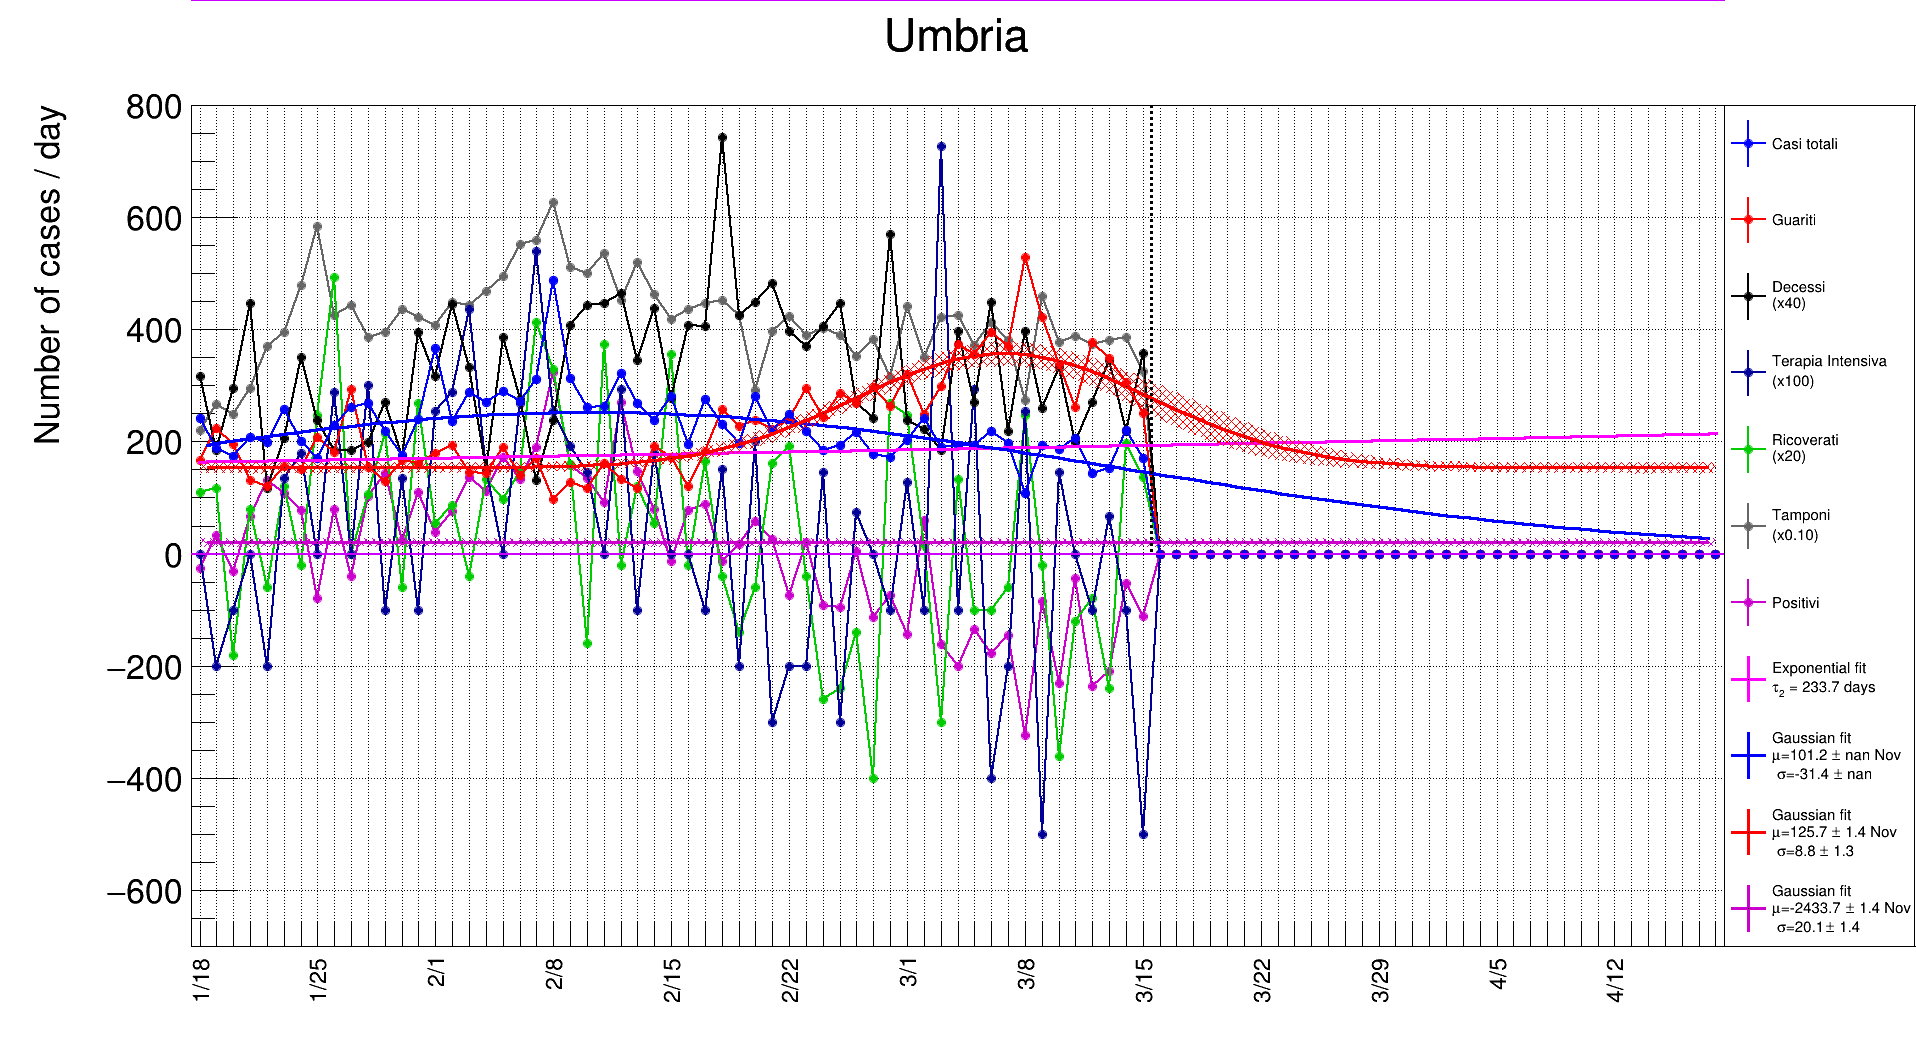 Umbria
Number of cases / day
800
600
400
200
0
−200
−400
−600
1/18
1/25
2/1
2/8
2/15
2/22
3/1
3/8
3/15
3/22
3/29
4/5
4/12
Casi totali
Guariti
Decessi
(x40)
Terapia Intensiva
(x100)
Ricoverati
(x20)
Tamponi
(x0.10)
Positivi
Exponential fit
τ2 = 233.7 days
Gaussian fit
μ=101.2 ± nan Nov
σ=-31.4 ± nan
Gaussian fit
μ=125.7 ± 1.4 Nov
σ=8.8 ± 1.3
Gaussian fit
μ=-2433.7 ± 1.4 Nov
σ=20.1 ± 1.4